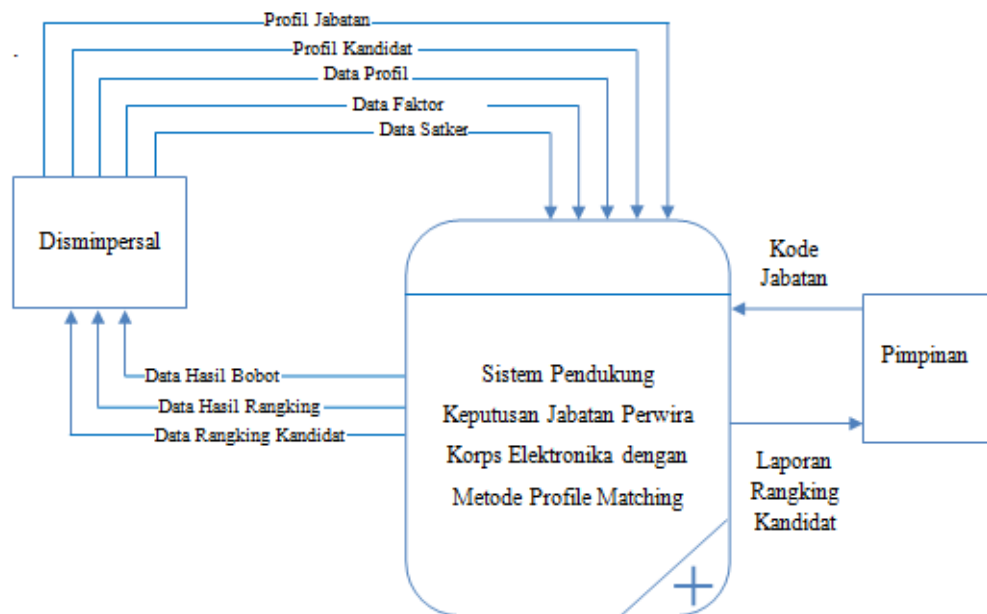 Profil Jabatan
Profil Kandidat
Data Profil
Data Faktor
Data Satker
Disminpersal
Kode
Jabatan
Pimpinan
Data Hasil Bobot
Data Hasil Rangking
Data Rangking Kandidat
Sistem Pendukung
Keputusan Jabatan Perwira
Korps Elektronika dengan
Metode Profile Matching
Laporan
Rangking
Kandidat